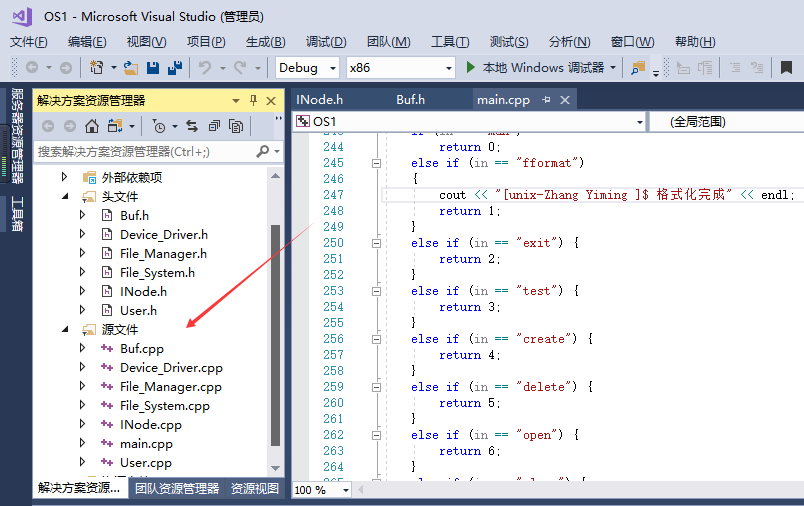 OS1 - Microsoft Visual Studio (管理员)
文件(F) 编辑(E) 视图(V) 项目(P) 生成(B) 调试(D) 团队(M) 工具(T) 测试(S) 分析(N) 窗口(W) 帮助(H)
Debug x86 本地 Windows 调试器
服务器资源管理器
工具箱
解决方案资源管理器
搜索解决方案资源管理器(Ctrl+;)
外部依赖项
头文件
Buf.h
Device_Driver.h
File_Manager.h
File_System.h
INode.h
User.h
源文件
Buf.cpp
Device_Driver.cpp
File_Manager.cpp
File_System.cpp
INode.cpp
main.cpp
User.cpp
解决方案资源... 团队资源管理器 资源视图
INode.h Buf.h main.cpp
OS1 (全局范围)
244 return 0;
245 else if (in == "fformat")
246 {
247 cout << "[unix-Zhang Yiming ]$ 格式化完成" << endl;
248 return 1;
249 }
250 else if (in == "exit") {
251 return 2;
252 }
253 else if (in == "test") {
254 return 3;
255 }
256 else if (in == "create") {
257 return 4;
258 }
259 else if (in == "delete") {
260 return 5;
261 }
262 else if (in == "open") {
263 return 6;
264 }
100 %